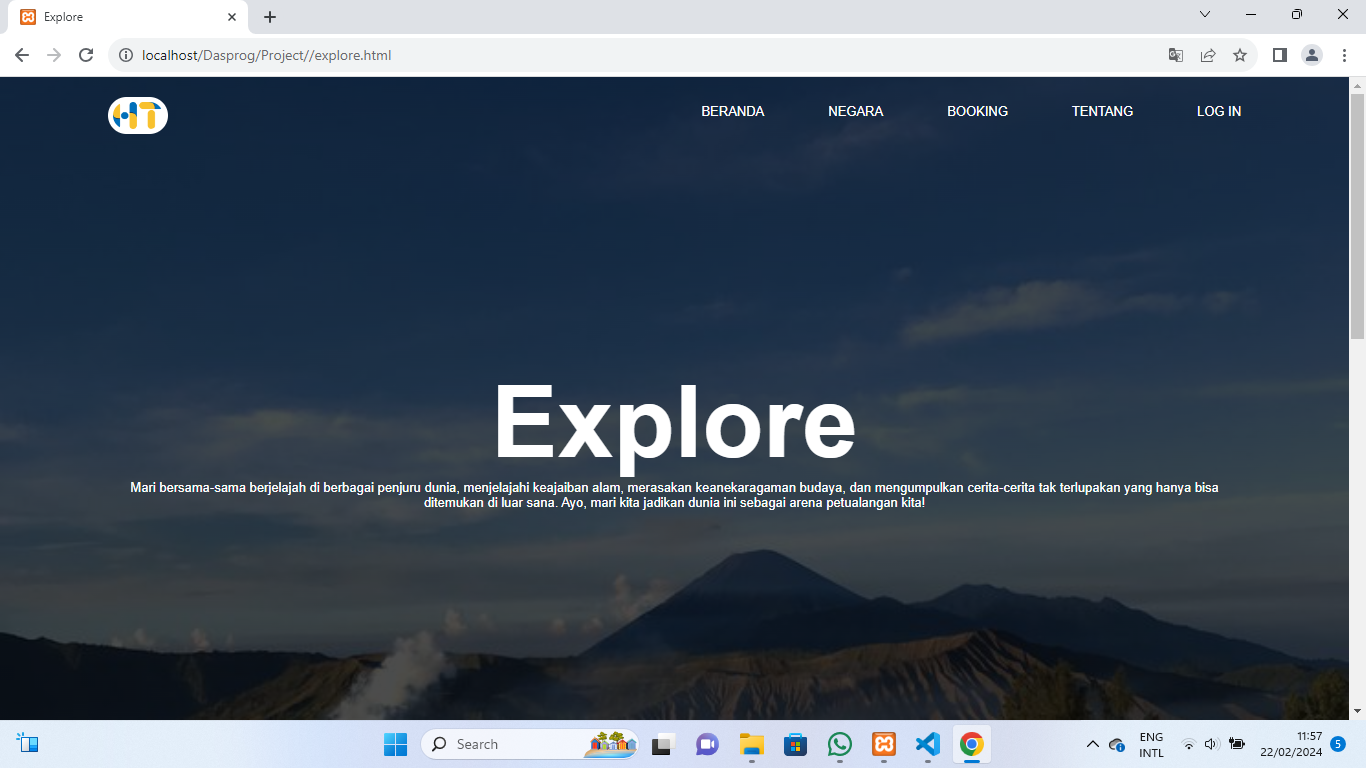 Explore
localhost/Dasprog/Project//explore.html
HT
BERANDA NEGARA BOOKING TENTANG LOG IN
Explore
Mari bersama-sama berjelajah di berbagai penjuru dunia, menjelajahi keajaiban alam, merasakan keanekaragaman budaya, dan mengumpulkan cerita-cerita tak terlupakan yang hanya bisa
ditemukan di luar sana. Ayo, mari kita jadikan dunia ini sebagai arena petualangan kita!
Search
ENG
INTL
11:57
22/02/2024
5